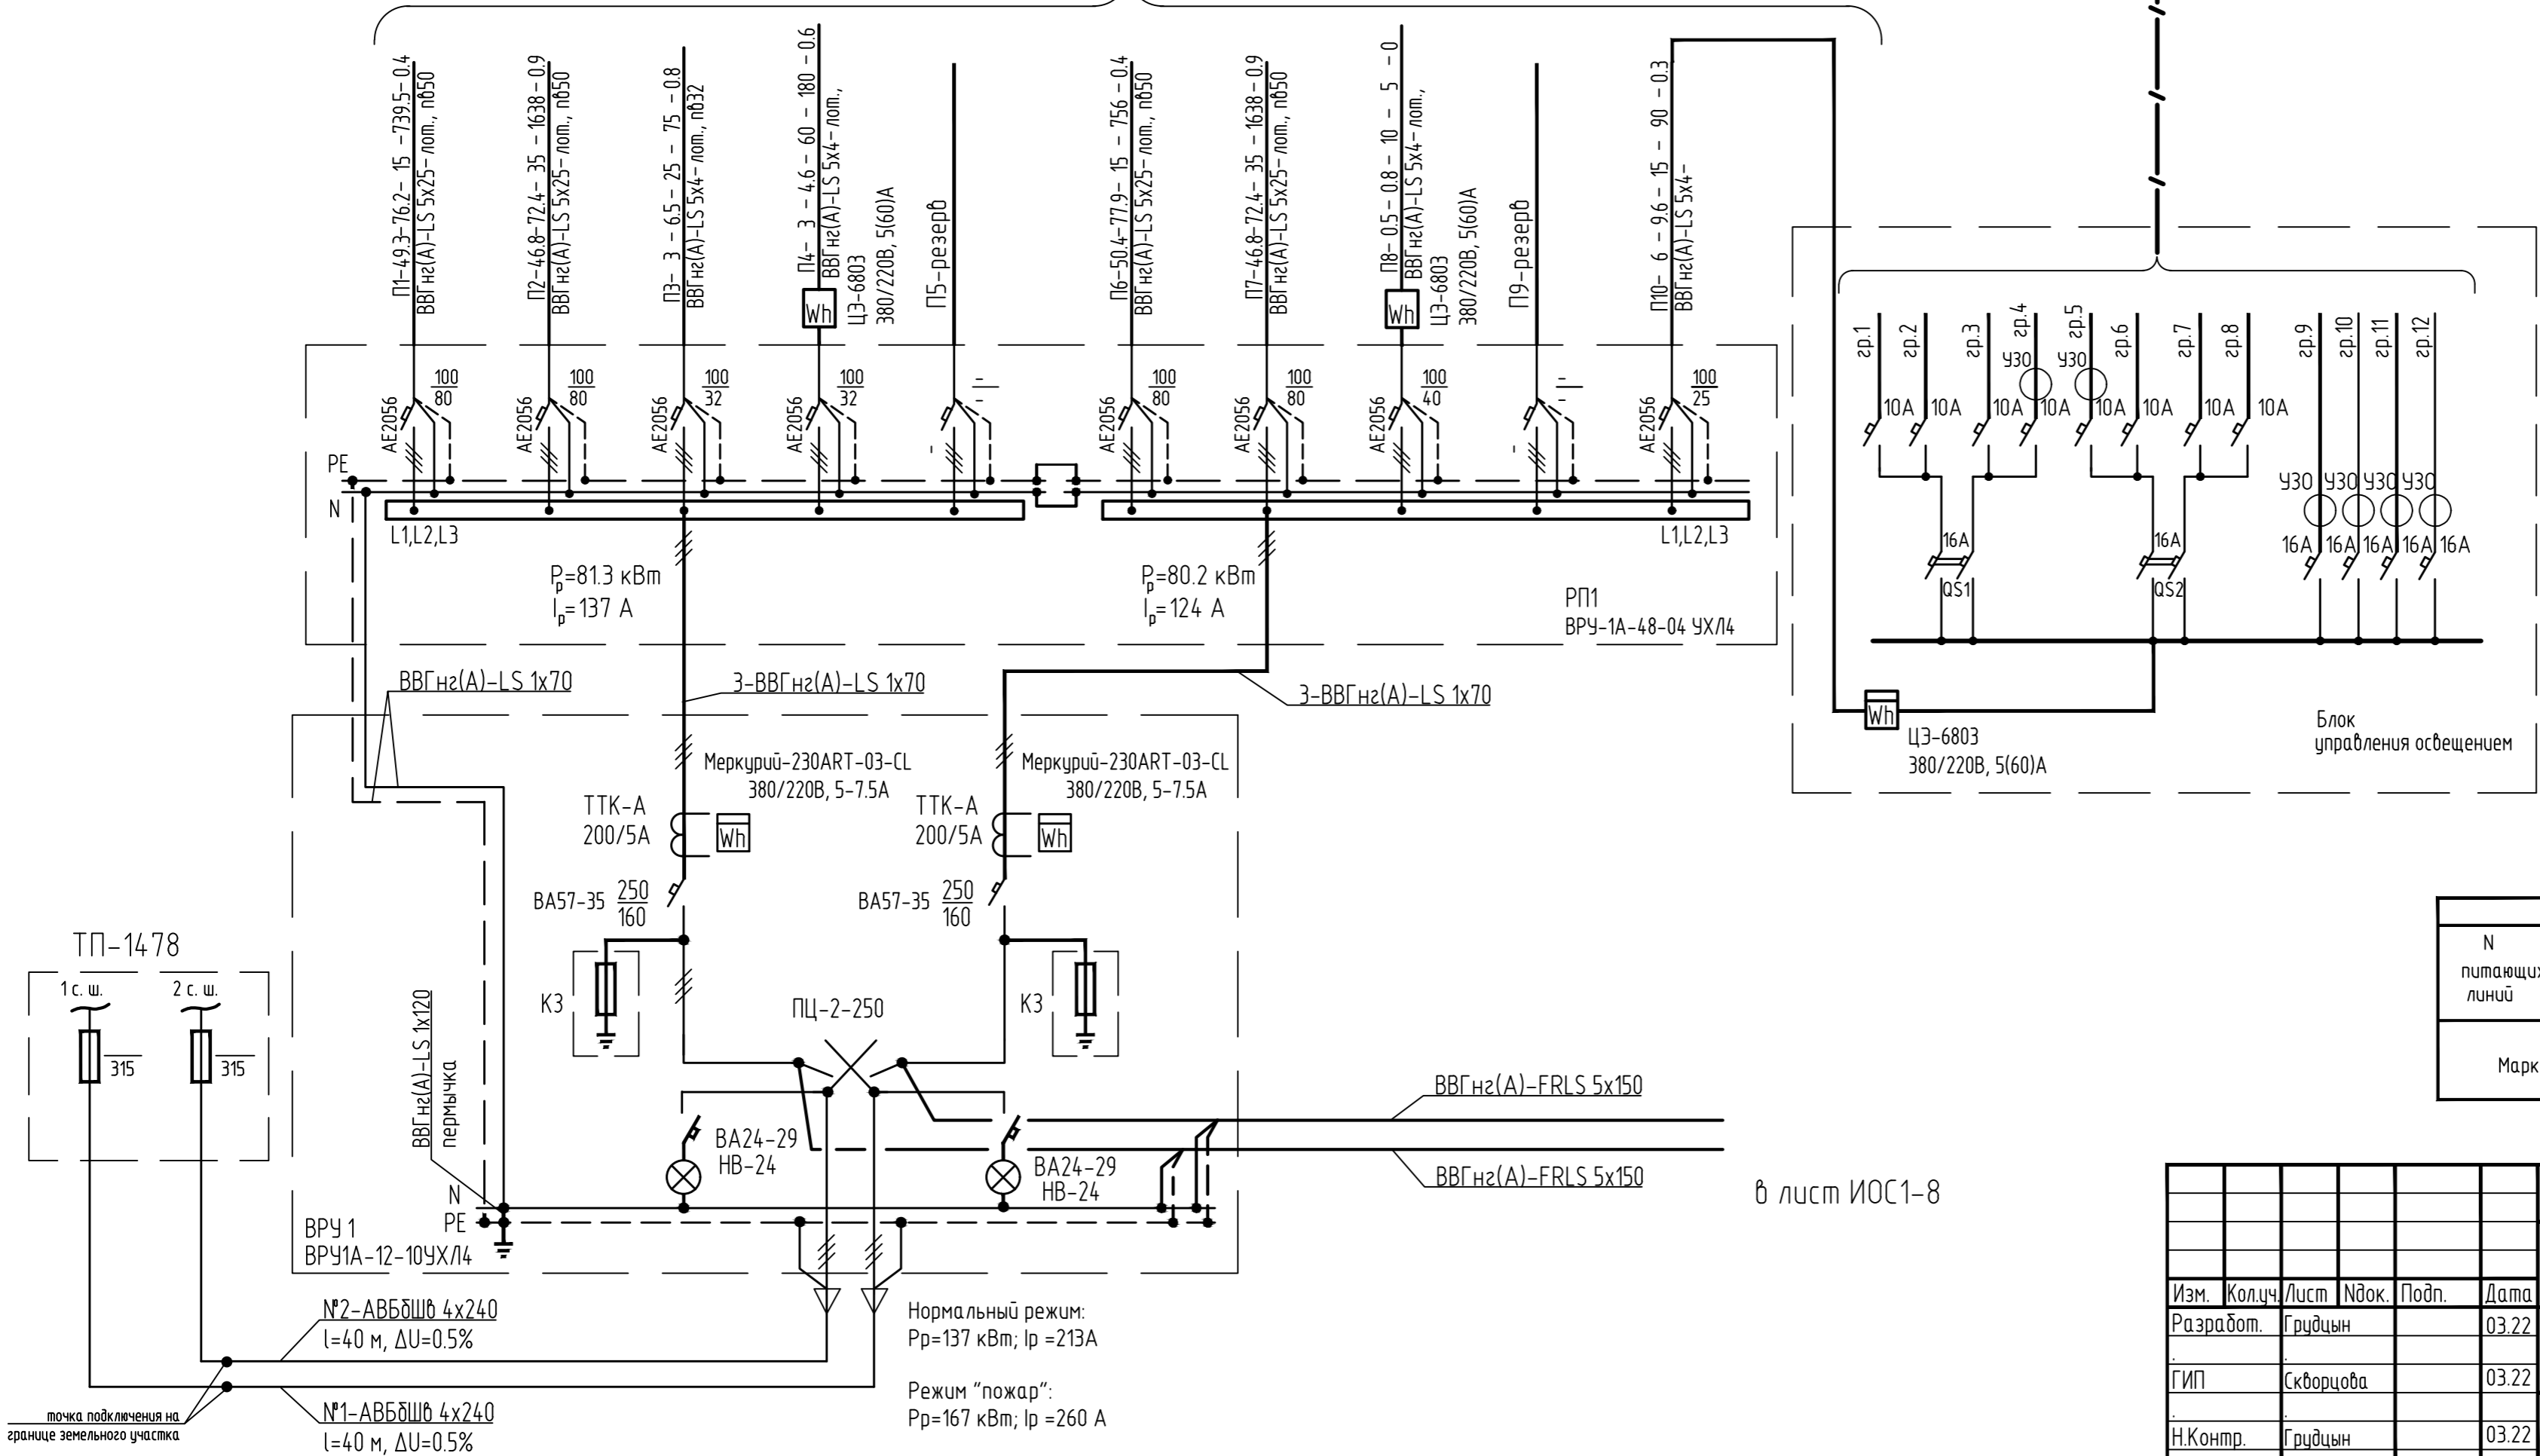 П1-49.3-76.2- 15 -739.5-0.4
ВВГнг(А)-LS 5х25-лот., пв50
П2-46.8-72.4- 35 - 1638 -0.9
ВВГнг(А)-LS 5х25-лот., пв50
П3- 3 - 6.5 - 25 - 75 -0.8
ВВГнг(А)-LS 5х4-лот., пв32
П4- 3 - 4.6 - 60 - 180 - 0.6
ВВГнг(А)-LS 5х4-лот.,
ЦЭ-6803
380/220В, 5(60)А
П5-резерв
П6-50.4-77.9- 15 - 756 -0.4
ВВГнг(А)-LS 5х25-лот., пв50
П7-46.8-72.4- 35 - 1638 -0.9
ВВГнг(А)-LS 5х25-лот., пв50
П8- 0.5 - 0.8 - 10 - 5 - 0
ВВГнг(А)-LS 5х4-лот.,
ЦЭ-6803
380/220В, 5(60)А
П9-резерв
П10- 6 - 9.6 - 15 - 90 -0.3
ВВГнг(А)-LS 5х4-
Wh
Wh
АЕ2056
100
80
АЕ2056
100
80
АЕ2056
100
32
АЕ2056
100
32
-
-
-
АЕ2056
100
80
АЕ2056
100
80
АЕ2056
100
40
-
-
-
АЕ2056
100
25
PE
N
L1,L2,L3
L1,L2,L3
Pр=81.3 кВт
Iр=137 А
Pр=80.2 кВт
Iр=124 А
РП1
ВРУ-1А-48-04 УХЛ4
гр.1
гр.2
гр.3
гр.4
гр.5
гр.6
гр.7
гр.8
гр.9
гр.10
гр.11
гр.12
УЗО
УЗО
10А
10А
10А
10А
10А
10А
10А
10А
УЗО
УЗО
УЗО
УЗО
16А
QS1
16А
QS2
16А
16А
16А
16А
16А
Wh
ЦЭ-6803
380/220В, 5(60)А
Блок
управления освещением
ВВГнг(А)-LS 1х70
3-ВВГнг(А)-LS 1х70
3-ВВГнг(А)-LS 1х70
Меркурий-230ART-03-CL
380/220В, 5-7.5А
Меркурий-230ART-03-CL
380/220В, 5-7.5А
ТТК-А
200/5А
Wh
ТТК-А
200/5А
Wh
ВА57-35
250
160
ВА57-35
250
160
КЗ
КЗ
ПЦ-2-250
ТП-1478
1 с. ш.
2 с. ш.
315
315
ВВГнг(А)-LS 1х120
пермычка
ВА24-29
НВ-24
ВА24-29
НВ-24
ВВГнг(А)-FRLS 5х150
ВВГнг(А)-FRLS 5х150
в лист ИОС1-8
N
PE
ВРУ 1
ВРУ1А-12-10УХЛ4
№2-АВБбШв 4х240
l=40 м, ΔU=0.5%
№1-АВБбШв 4х240
l=40 м, ΔU=0.5%
точка подключения на
границе земельного участка
Нормальный режим:
Рр=137 кВт; Iр =213А
Режим "пожар":
Рр=167 кВт; Iр =260 А
N
питающих
линий
Марк
Изм. Кол.уч. Лист Nдок. Подп. Дата
Разработ. Грудцын 03.22
ГИП Скворцова 03.22
Н.Контр. Грудцын 03.22